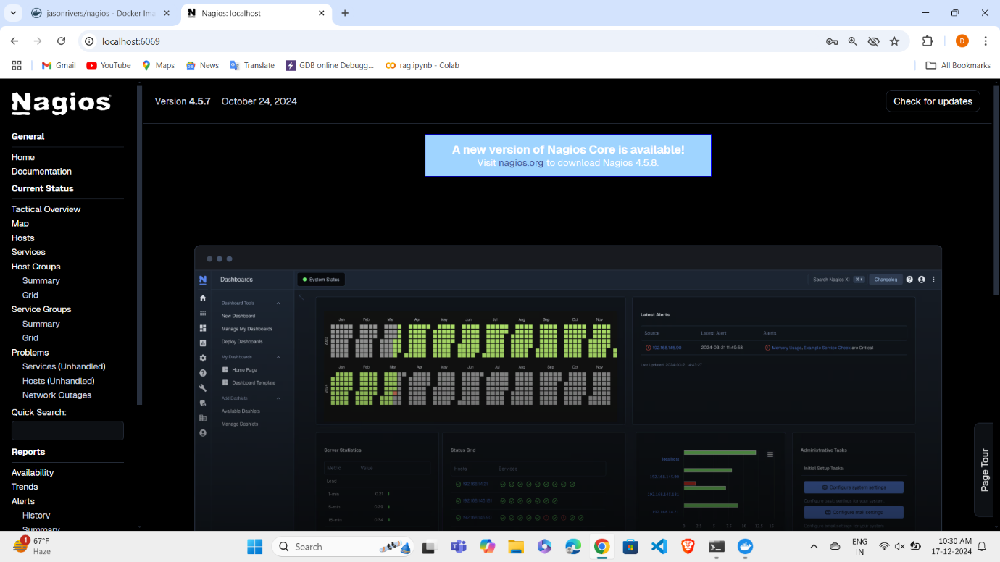 jasonrivers/nagios - Docker Ima
Nagios: localhost
localhost:6069
D
Gmail
YouTube
Maps
News
Translate
GDB online Debugg...
rag.ipynb - Colab
All Bookmarks
Nagios®
General
Home
Documentation
Current Status
Tactical Overview
Map
Hosts
Services
Host Groups
Summary
Grid
Service Groups
Summary
Grid
Problems
Services (Unhandled)
Hosts (Unhandled)
Network Outages
Quick Search:
Reports
Availability
Trends
Alerts
History
Summary
Version 4.5.7 October 24, 2024
Check for updates
A new version of Nagios Core is available!
Visit nagios.org to download Nagios 4.5.8.
N
Dashboards
System Status
Search Nagios XI
Changelog
Dashboard Tools
New Dashboard
Manage My Dashboards
Deploy Dashboards
My Dashboards
Home Page
Dashboard Template
Add Dashlets
Available Dashlets
Manage Dashlets
Jan Feb Mar Apr May Jun Jul Aug Sep Oct Nov
2023
Jan Feb Mar Apr May Jun Jul Aug Sep Oct Nov
2024
Latest Alerts
Source Latest Alert Alerts
192.168.145.90 2024-03-21 11:49:58 Memory Usage, Example Service Check are Critical
Last Updated: 2024-03-21 14:43:27
Server Statistics
Metric Value
Load
1-min 0.21
5-min 0.29
15-min 0.34
Status Grid
Hosts Services
192.168.14.21
192.168.145.90
localhost
192.168.145.90
192.168.14.21
0 2.5 5 7.5 10 12.5 15
Administrative Tasks
Initial Setup Tasks:
Configure system settings
Configure basic settings for your system.
Configure mail settings
Configure email settings for your system.
Page Tour
1
67°F
Haze
Search
ENG
IN
10:30 AM
17-12-2024